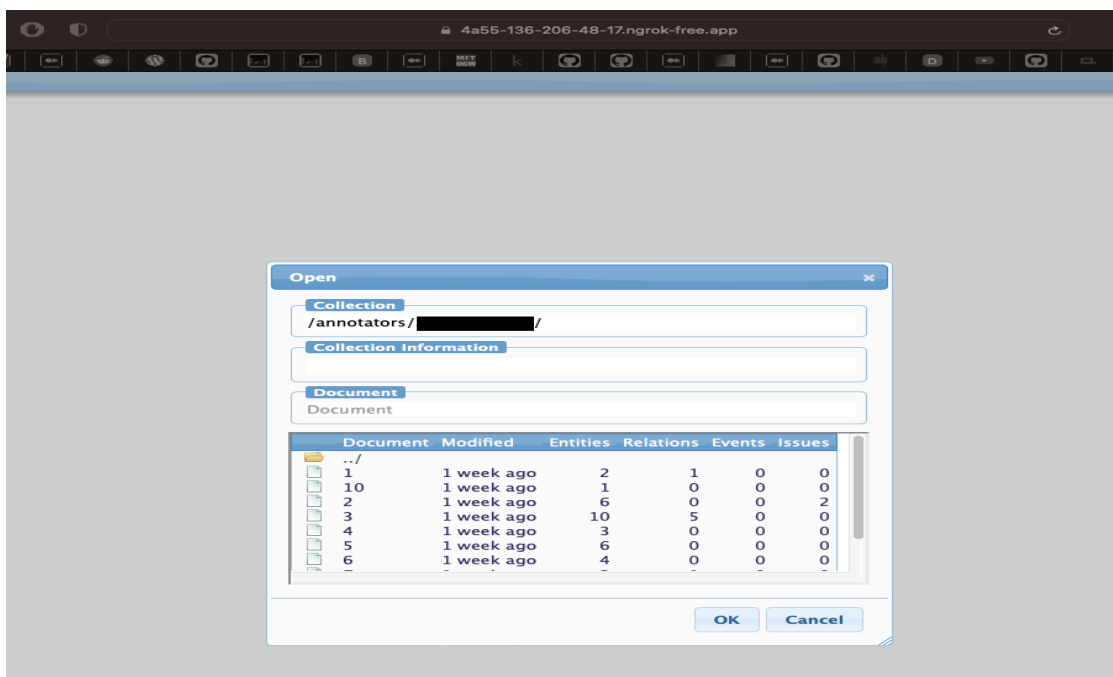 4a55-136-206-48-17.ngrok-free.app
B MIT OCW k D
Open
Collection
/annotators/ /
Collection Information
Document
Document
Document Modified Entities Relations Events Issues
../
1 1 week ago 2 1 0 0
10 1 week ago 1 0 0 0
2 1 week ago 6 0 0 2
3 1 week ago 10 5 0 0
4 1 week ago 3 0 0 0
5 1 week ago 6 0 0 0
6 1 week ago 4 0 0 0
OK Cancel